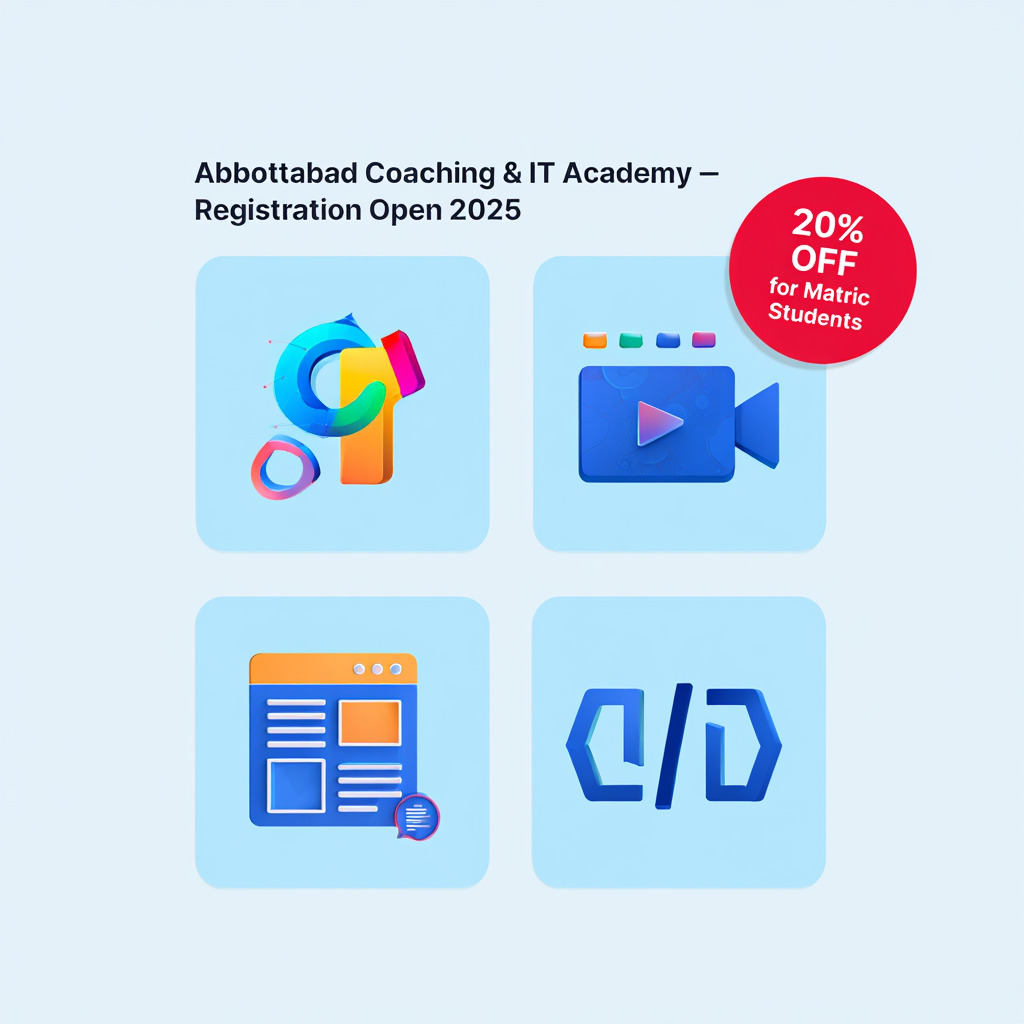 Abbottabad Coaching & IT Academy –
Registration Open 2025
20%
OFF
for Matric
Students